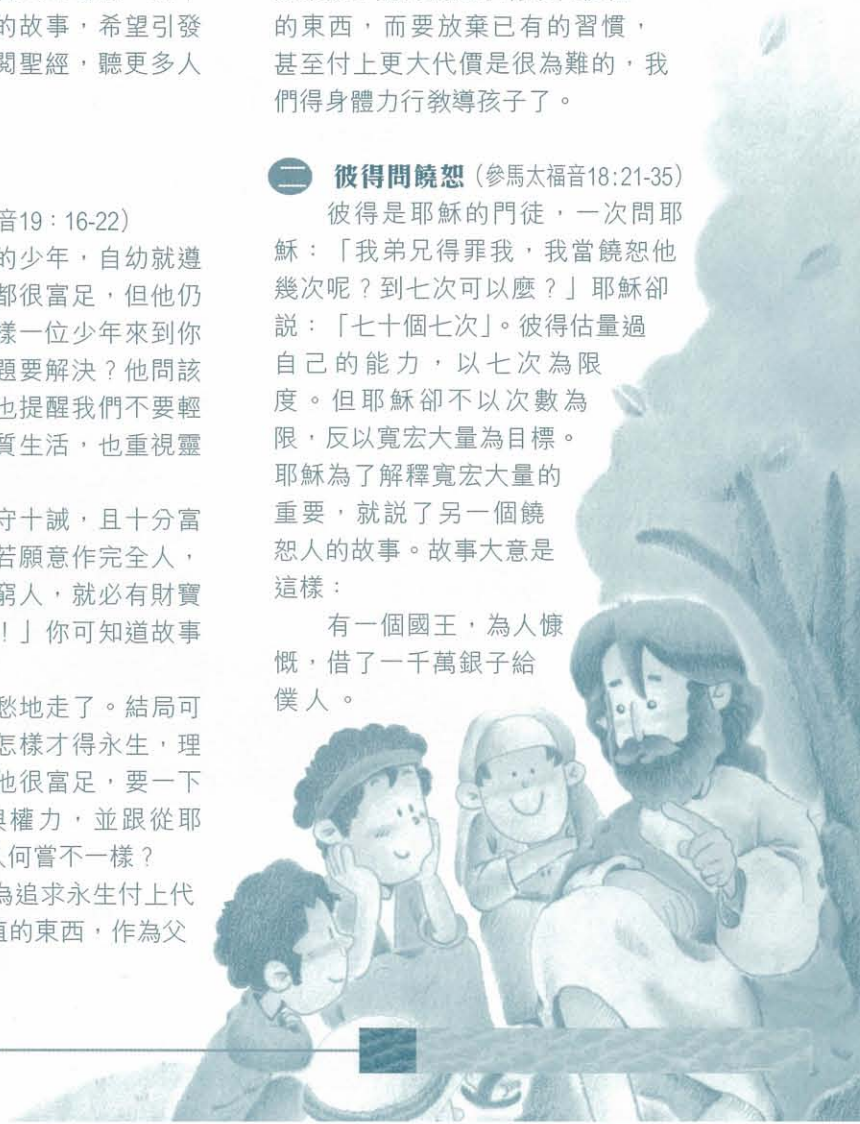 的故事，希望引發
閱聖經，聽更多人
音19：16-22）
的少年，自幼就遵
都很富足，但他仍
樣一位少年來到你
題要解決？他問該
也提醒我們不要輕
質生活，也重視靈
守十誡，且十分富
若願意作完全人，
窮人，就必有財寶
！」你可知道故事
愁地走了。結局可
怎樣才得永生，理
他很富足，要一下
與權力，並跟從耶
人何嘗不一樣？
為追求永生付上代
值的東西，作為父
的東西，而要放棄已有的習慣，
甚至付上更大代價是很為難的，我
們得身體力行教導孩子了。
二 彼得問饒恕（參馬太福音18：21-35）
彼得是耶穌的門徒，一次問耶
穌：「我弟兄得罪我，我當饒恕他
幾次呢？到七次可以麼？」耶穌卻
說：「七十個七次」。彼得估量過
自己的能力，以七次為限
度。但耶穌卻不以次數為
限，反以寬宏大量為目標。
耶穌為了解釋寬宏大量的
重要，就說了另一個饒
恕人的故事。故事大意是
這樣：
有一個國王，為人慷
慨，借了一千萬銀子給
僕人。